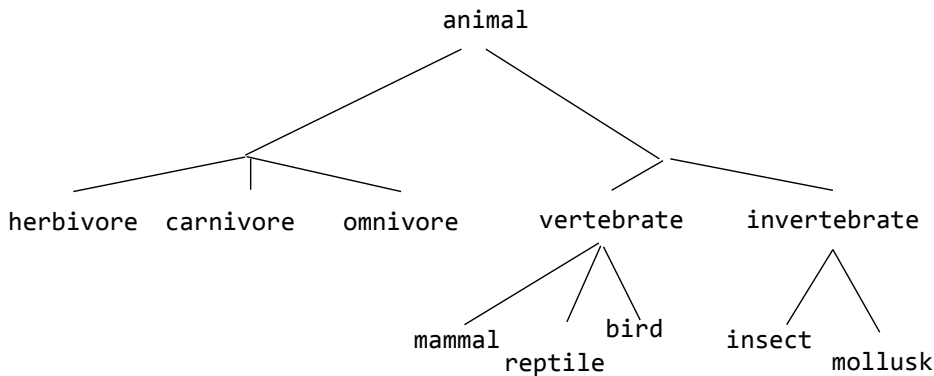 animal
herbivore carnivore omnivore vertebrate invertebrate
mammal reptile bird insect mollusk